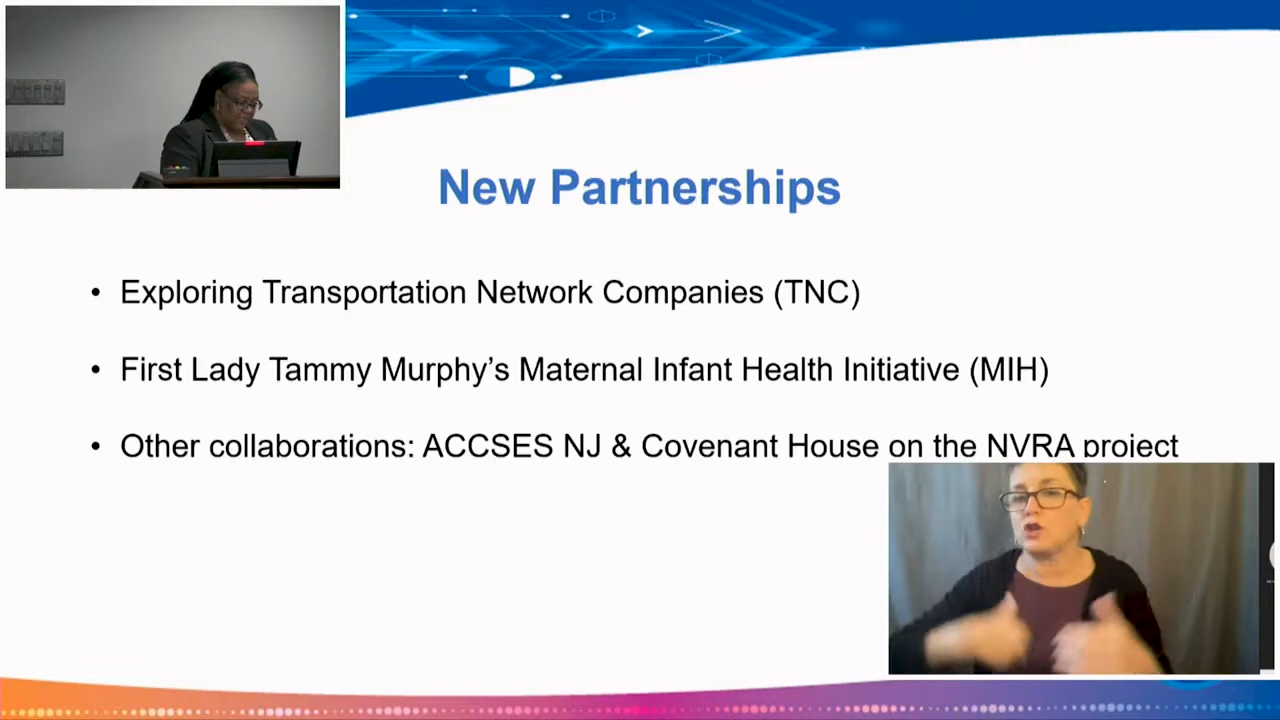 New Partnerships
• Exploring Transportation Network Companies (TNC)
• First Lady Tammy Murphy’s Maternal Infant Health Initiative (MIH)
• Other collaborations: ACCSES NJ & Covenant House on the NVRA project